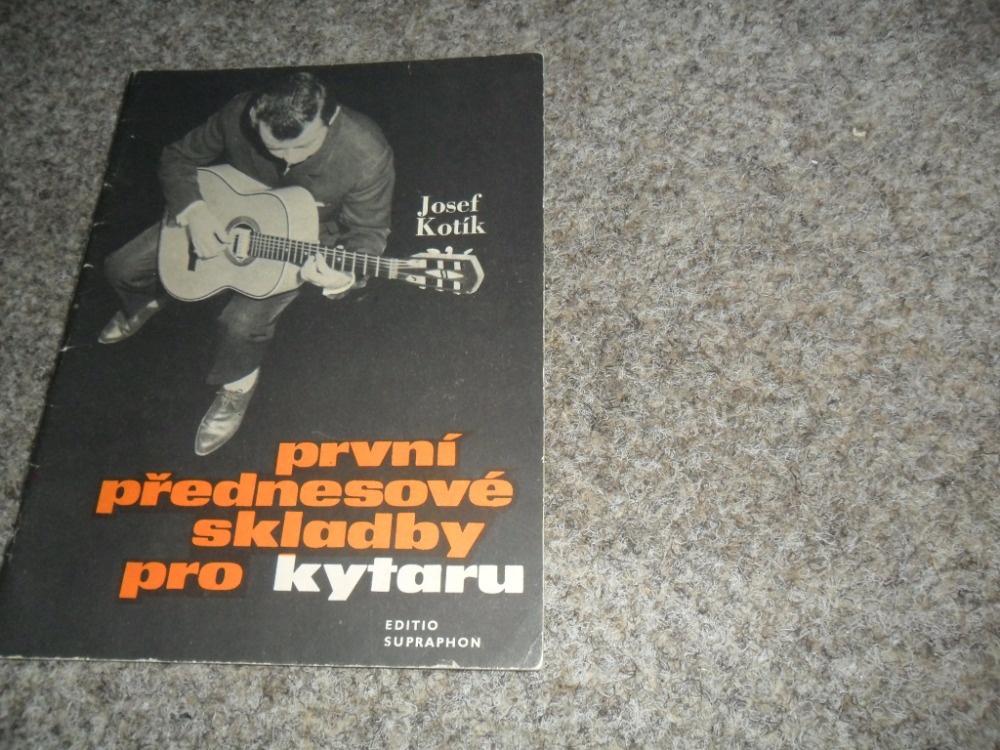 Josef
Kotík
první
přednesové
skladby
pro kytaru
EDITIO
SUPRAPHON